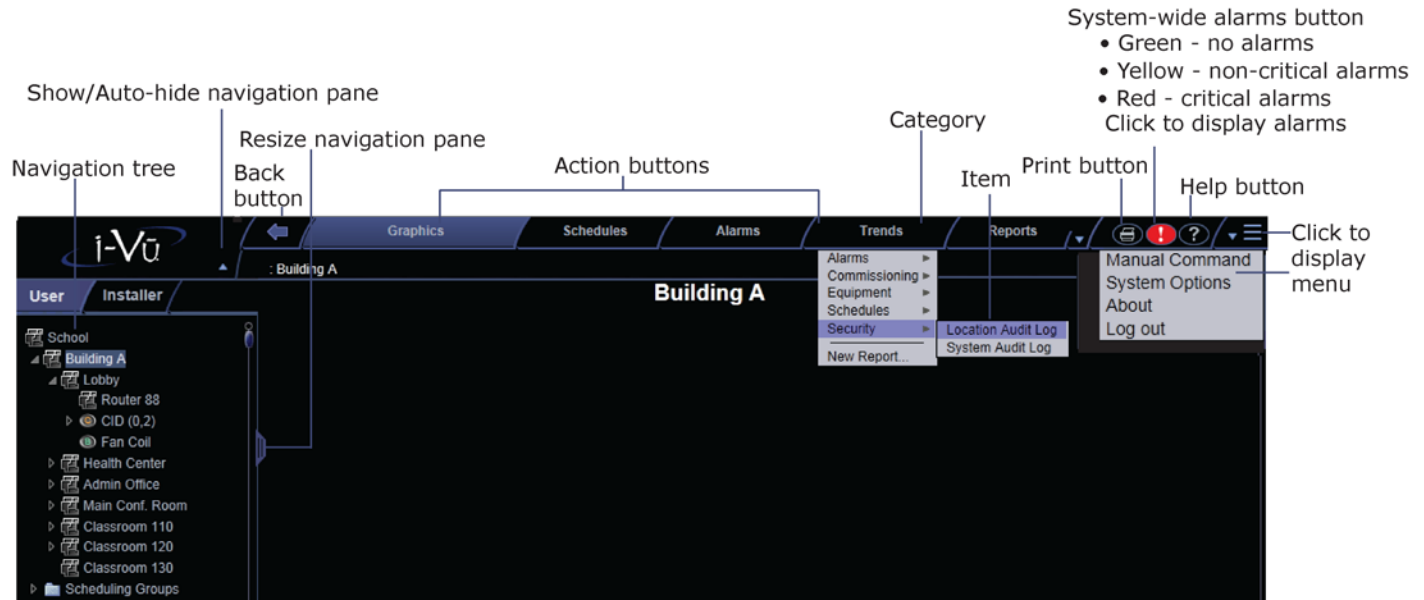 System-wide alarms button
• Green - no alarms
• Yellow - non-critical alarms
• Red - critical alarms
Click to display alarms
Show/Auto-hide navigation pane
Category
Resize navigation pane
Navigation tree
Back
button
Action buttons
Item
Print button
Help button
i-Vū
Graphics
Schedules
Alarms
Trends
Reports
!
?
Click to
display
menu
: Building A
User
Installer
Building A
Alarms
Commissioning
Equipment
Schedules
Security
New Report...
Location Audit Log
System Audit Log
Manual Command
System Options
About
Log out
School
Building A
Lobby
Router 88
CID (0,2)
Fan Coil
Health Center
Admin Office
Main Conf. Room
Classroom 110
Classroom 120
Classroom 130
Scheduling Groups